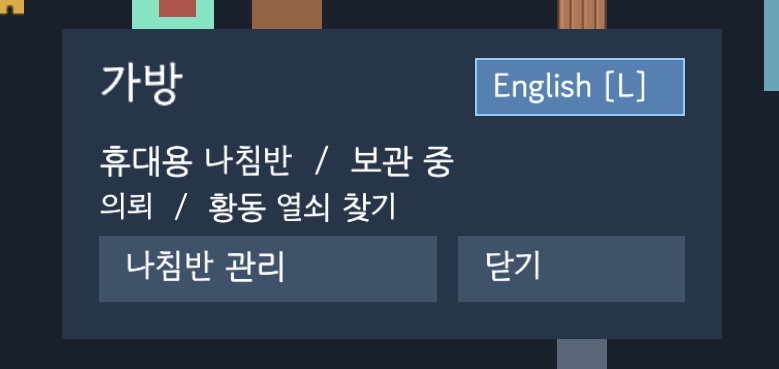 가방
English [L]
휴대용 나침반 / 보관 중
의뢰 / 황동 열쇠 찾기
나침반 관리
닫기